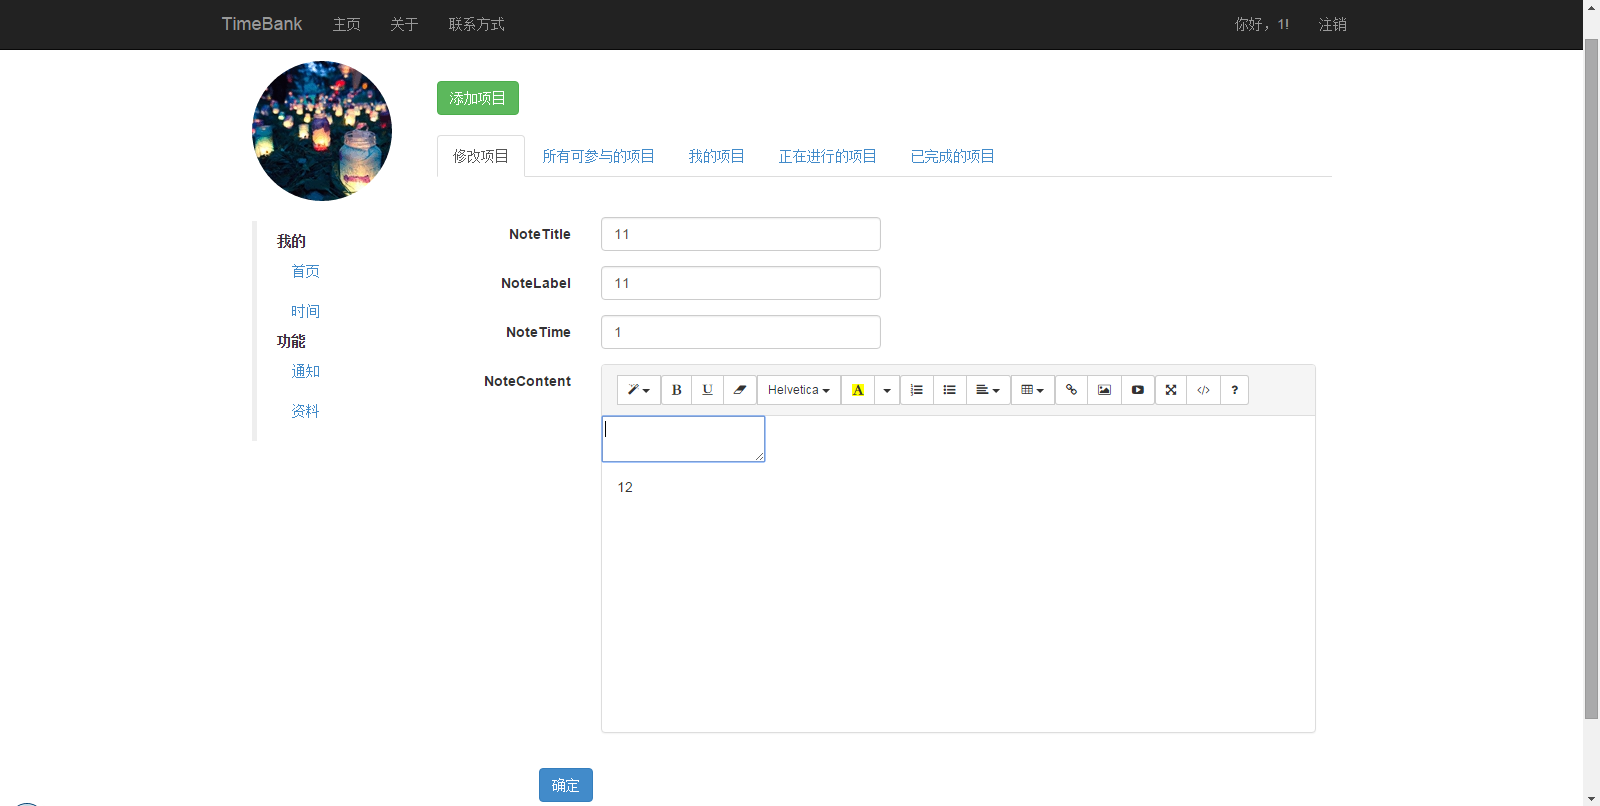 TimeBank 主页 关于 联系方式 你好，1! 注销
添加项目
修改项目 所有可参与的项目 我的项目 正在进行的项目 已完成的项目
我的
首页
时间
功能
通知
资料
NoteTitle 11
NoteLabel 11
NoteTime 1
NoteContent
B U Helvetica A </> ?
12
确定